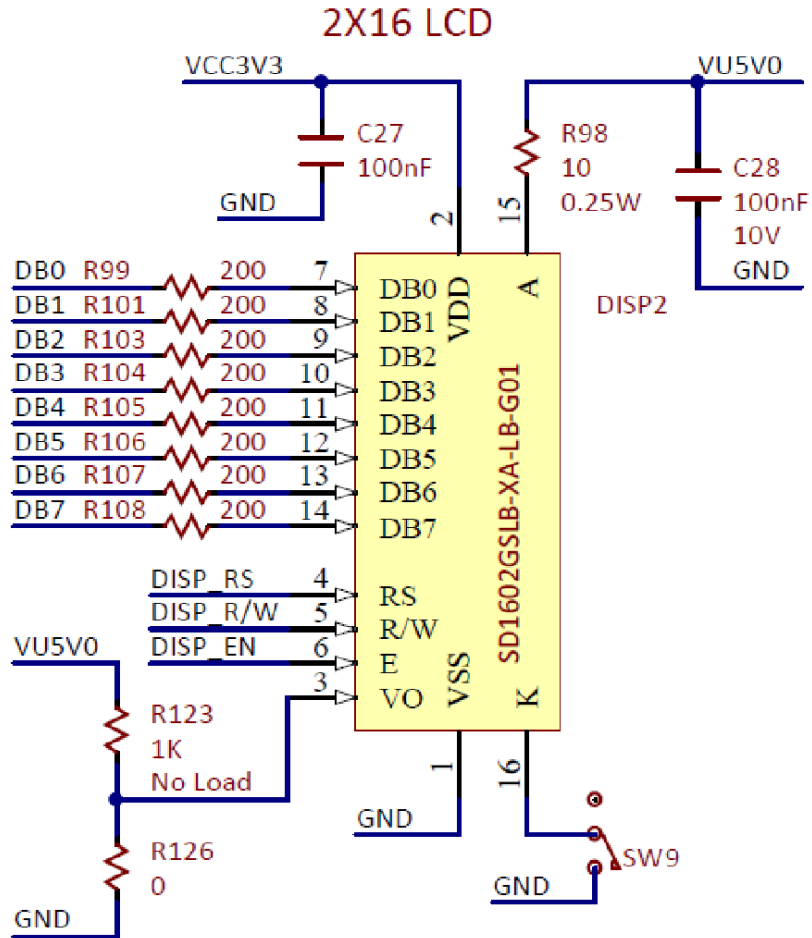 2X16 LCD
VCC3V3
VU5V0
C27
100nF
GND
R98
10
0.25W
C28
100nF
10V
GND
2
15
DB0 R99 200 7 DB0
DB1 R101 200 8 DB1
DB2 R103 200 9 DB2
DB3 R104 200 10 DB3
DB4 R105 200 11 DB4
DB5 R106 200 12 DB5
DB6 R107 200 13 DB6
DB7 R108 200 14 DB7
VDD
A
DISP2
SD1602GSLB-XA-LB-G01
DISP_RS 4 RS
DISP_R/W 5 R/W
DISP_EN 6 E
3 VO
VSS
K
VU5V0
R123
1K
No Load
R126
0
GND
1
16
GND
SW9
GND